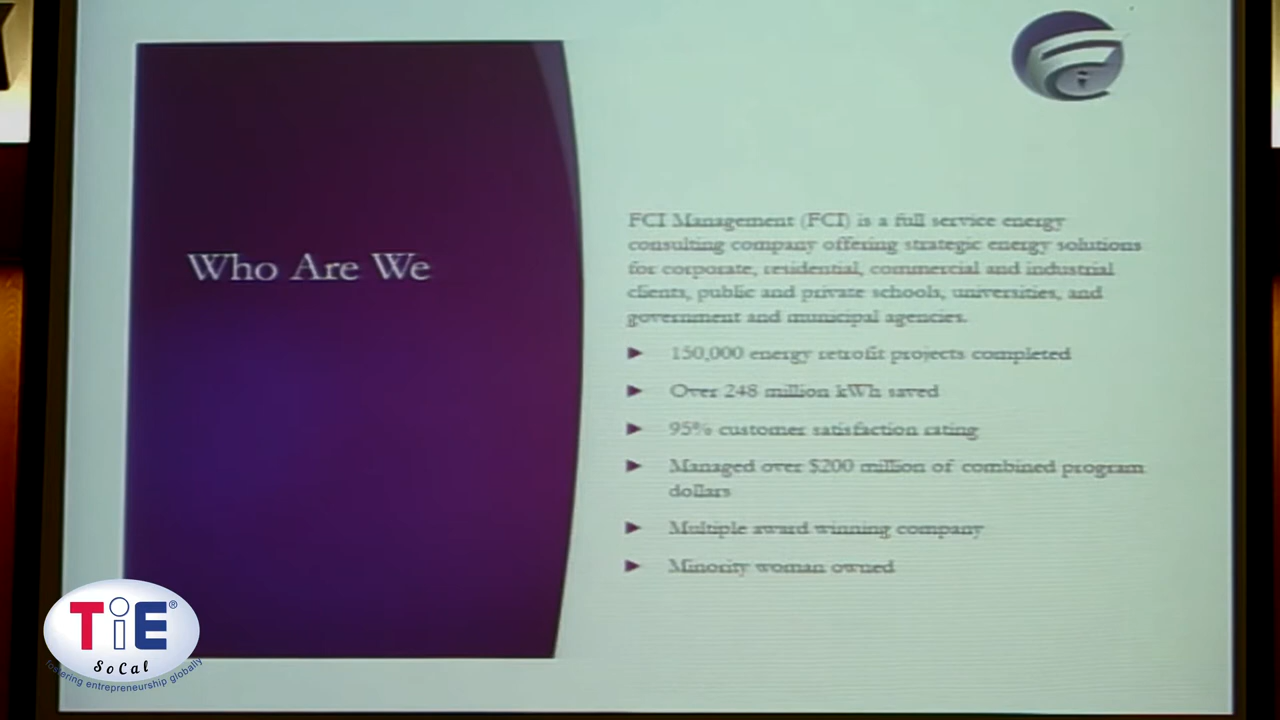 Who Are We
FCI Management (FCI) is a full service energy
consulting company offering strategic energy solutions
for corporate, residential, commercial and industrial
clients, public and private schools, universities, and
government and municipal agencies.
150,000 energy retrofit projects completed
Over 248 million kWh saved
95% customer satisfaction rating
Managed over $200 million of combined program
dollars
Multiple award winning company
Minority woman owned
TiE®
SoCal
fostering entrepreneurship globally